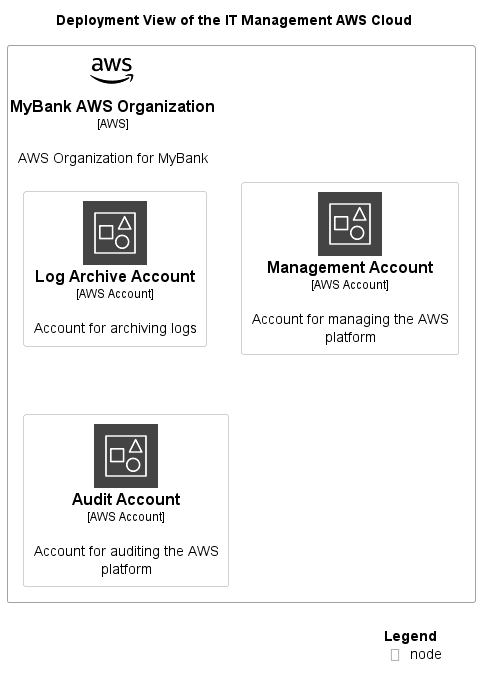 Deployment View of the IT Management AWS Cloud
aws
MyBank AWS Organization
[AWS]
AWS Organization for MyBank
Log Archive Account
[AWS Account]
Account for archiving logs
Management Account
[AWS Account]
Account for managing the AWS
platform
Audit Account
[AWS Account]
Account for auditing the AWS
platform
Legend
node